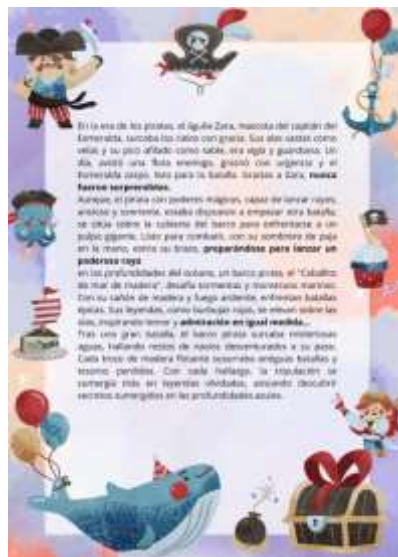 En la era de los piratas, el águila Zara, mascota del capitán del
Esmeralda, surcaba los cielos con gracia. Sus alas vastas como
velas y su pico afilado como sable, era vigía y guardiana. Un
día, avistó una flota enemiga, graznó con urgencia y el
Esmeralda zarpó, listo para la batalla. Gracias a Zara, nunca
fueron sorprendidos.
Aunque, el pirata con poderes mágicos, capaz de lanzar rayos,
ansioso y sonriente, estaba dispuesto a empezar otra batalla,
se sitúa sobre la cubierta del barco para enfrentarse a un
pulpo gigante. Listo para combatir, con su sombrero de paja
en la mano, estira su brazo, preparándose para lanzar un
poderoso rayo
en las profundidades del océano, un barco pirata, el "Caballito
de mar de madera", desafía tormentas y monstruos marinos.
Con su cañón de madera y fuego ardiente, enfrentan batallas
épicas. Sus leyendas, como burbujas rojas, se elevan sobre las
olas, inspirando temor y admiración en igual medida...
Tras una gran batalla, el barco pirata surcaba misteriosas
aguas, hallando restos de navíos desventurados a su paso.
Cada trozo de madera flotante susurraba antiguas batallas y
tesoros perdidos. Con cada hallazgo, la tripulación se
sumergía más en leyendas olvidadas, ansiando descubrir
secretos sumergidos en las profundidades azules.